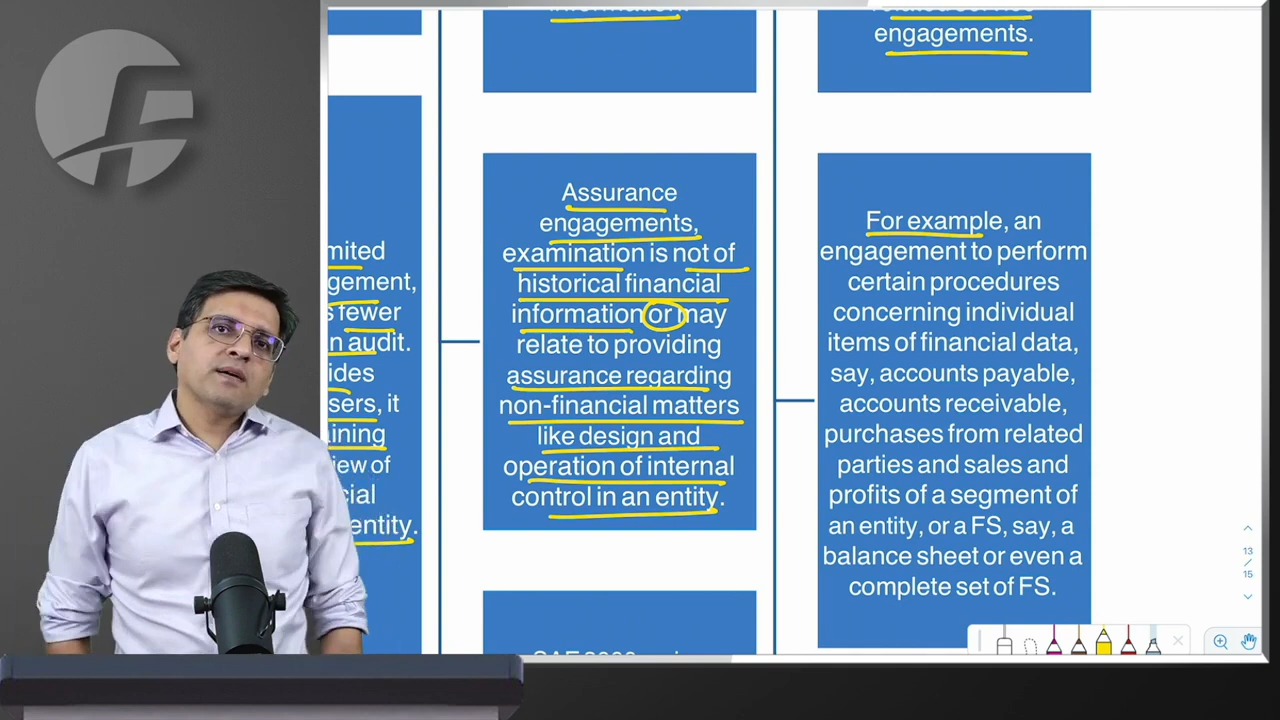 related service
engagements.
mited
gement,
s fewer
n audit.
ides
sers, it
ining
iew of
cial
entity.
Assurance
engagements,
examination is not of
historical financial
information or may
relate to providing
assurance regarding
non-financial matters
like design and
operation of internal
control in an entity.
For example, an
engagement to perform
certain procedures
concerning individual
items of financial data,
say, accounts payable,
accounts receivable,
purchases from related
parties and sales and
profits of a segment of
an entity, or a FS, say, a
balance sheet or even a
complete set of FS.
13
/
15